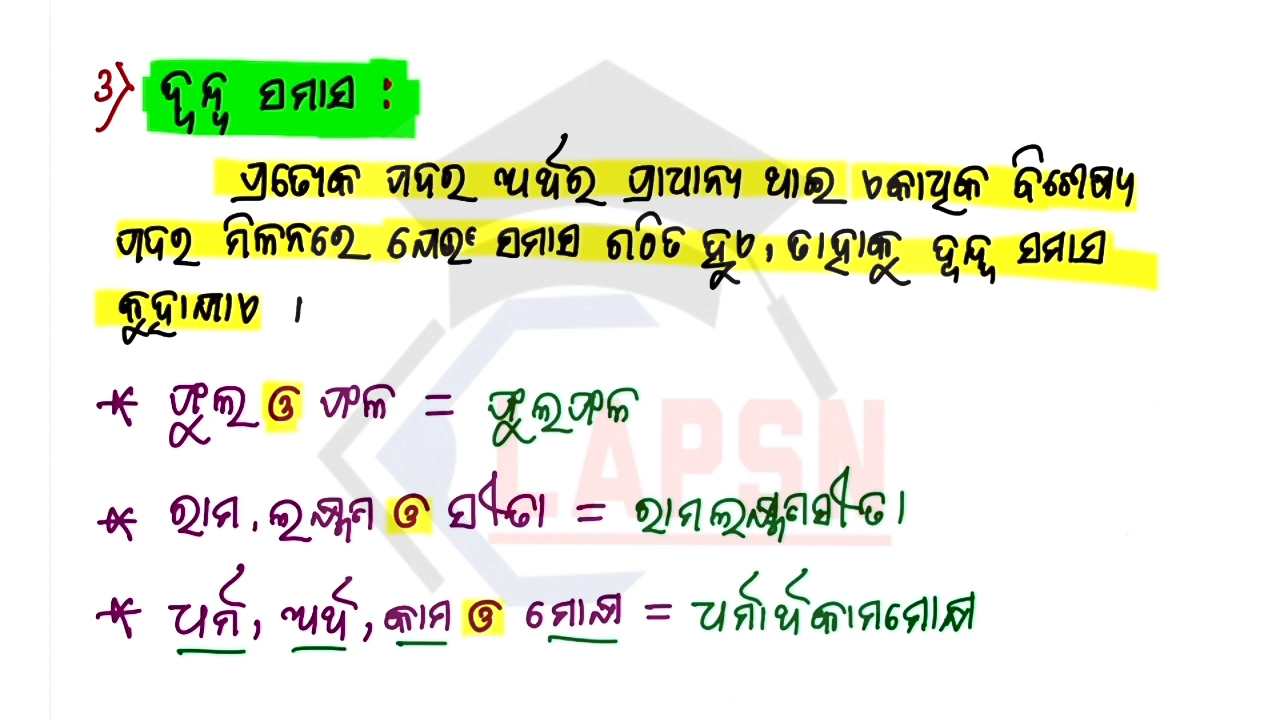 3) ଦ୍ୱନ୍ଦ୍ୱ ସମାସ :
ପ୍ରତ୍ୟେକ ପଦର ଅର୍ଥର ପ୍ରାଧାନ୍ୟ ଥାଇ ଏକାଧିକ ବିଶେଷ୍ୟ
ପଦର ମିଳନରେ ଯେଉଁ ସମାସ ଗଠିତ ହୁଏ, ତାହାକୁ ଦ୍ୱନ୍ଦ୍ୱ ସମାସ
କୁହାଯାଏ ।
* ଫୁଲ ଓ ଫଳ = ଫୁଲଫଳ
* ରାମ, ଲକ୍ଷ୍ମଣ ଓ ସୀତା = ରାମଲକ୍ଷ୍ମଣସୀତା
* ଧର୍ମ, ଅର୍ଥ, କାମ ଓ ମୋକ୍ଷ = ଧର୍ମାର୍ଥକାମମୋକ୍ଷ
CAPSN